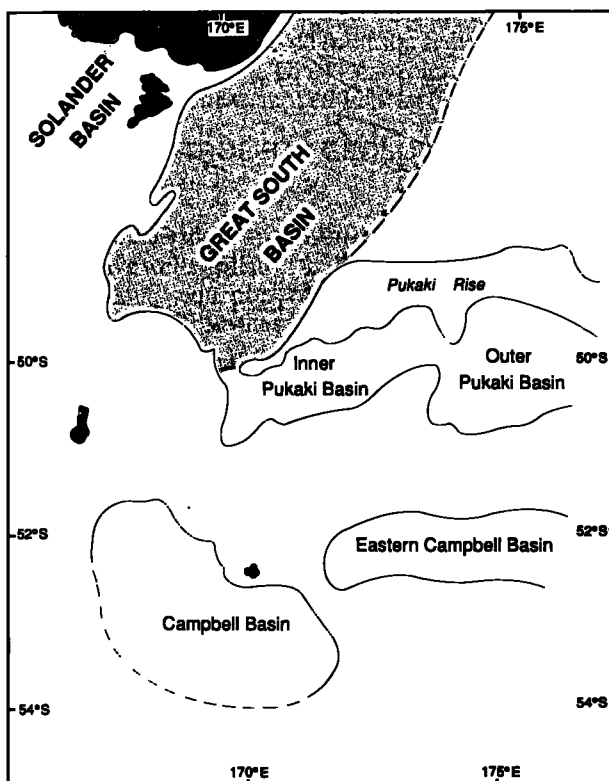 170°E
175°E
SOLANDER
BASIN
GREAT SOUTH
BASIN
Pukaki Rise
50°S
Inner
Pukaki Basin
Outer
Pukaki Basin
50°S
52°S
52°S
Eastern Campbell Basin
Campbell Basin
54°S
54°S
170°E
175°E